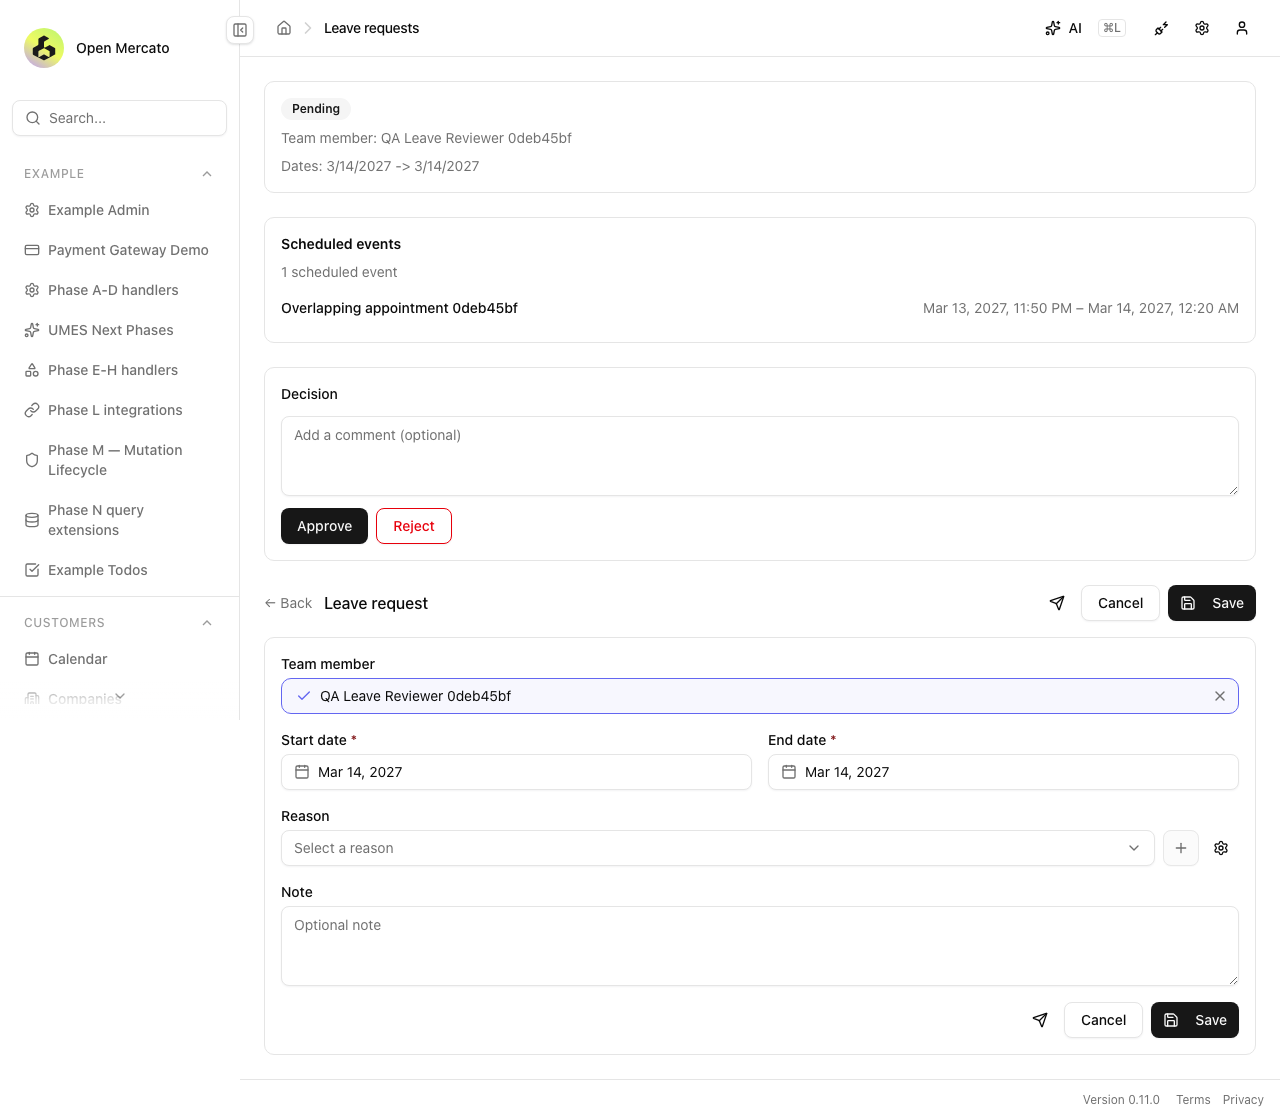 Open Mercato
Search...
EXAMPLE
Example Admin
Payment Gateway Demo
Phase A-D handlers
UMES Next Phases
Phase E-H handlers
Phase L integrations
Phase M — Mutation
Lifecycle
Phase N query
extensions
Example Todos
CUSTOMERS
Calendar
Companies
Leave requests
AI
⌘L
Pending
Team member: QA Leave Reviewer 0deb45bf
Dates: 3/14/2027 -> 3/14/2027
Scheduled events
1 scheduled event
Overlapping appointment 0deb45bf Mar 13, 2027, 11:50 PM – Mar 14, 2027, 12:20 AM
Decision
Add a comment (optional)
Approve Reject
← Back Leave request Cancel Save
Team member
QA Leave Reviewer 0deb45bf
Start date * End date *
Mar 14, 2027 Mar 14, 2027
Reason
Select a reason
Note
Optional note
Cancel Save
Version 0.11.0 Terms Privacy